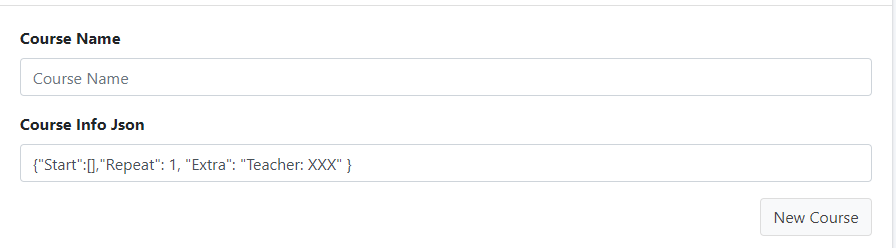 Course Name
Course Name
Course Info Json
{"Start":[],"Repeat": 1, "Extra": "Teacher: XXX" }
New Course